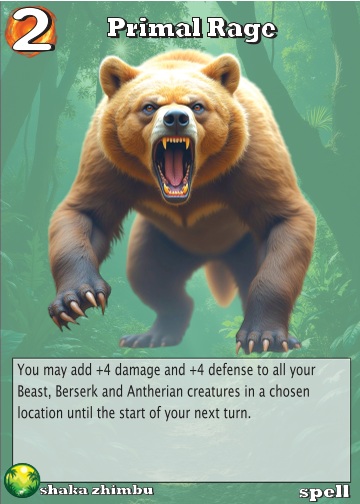 2
Primal Rage
You may add +4 damage and +4 defense to all your
Beast, Berserk and Antherian creatures in a chosen
location until the start of your next turn.
shaka zhimbu
spell